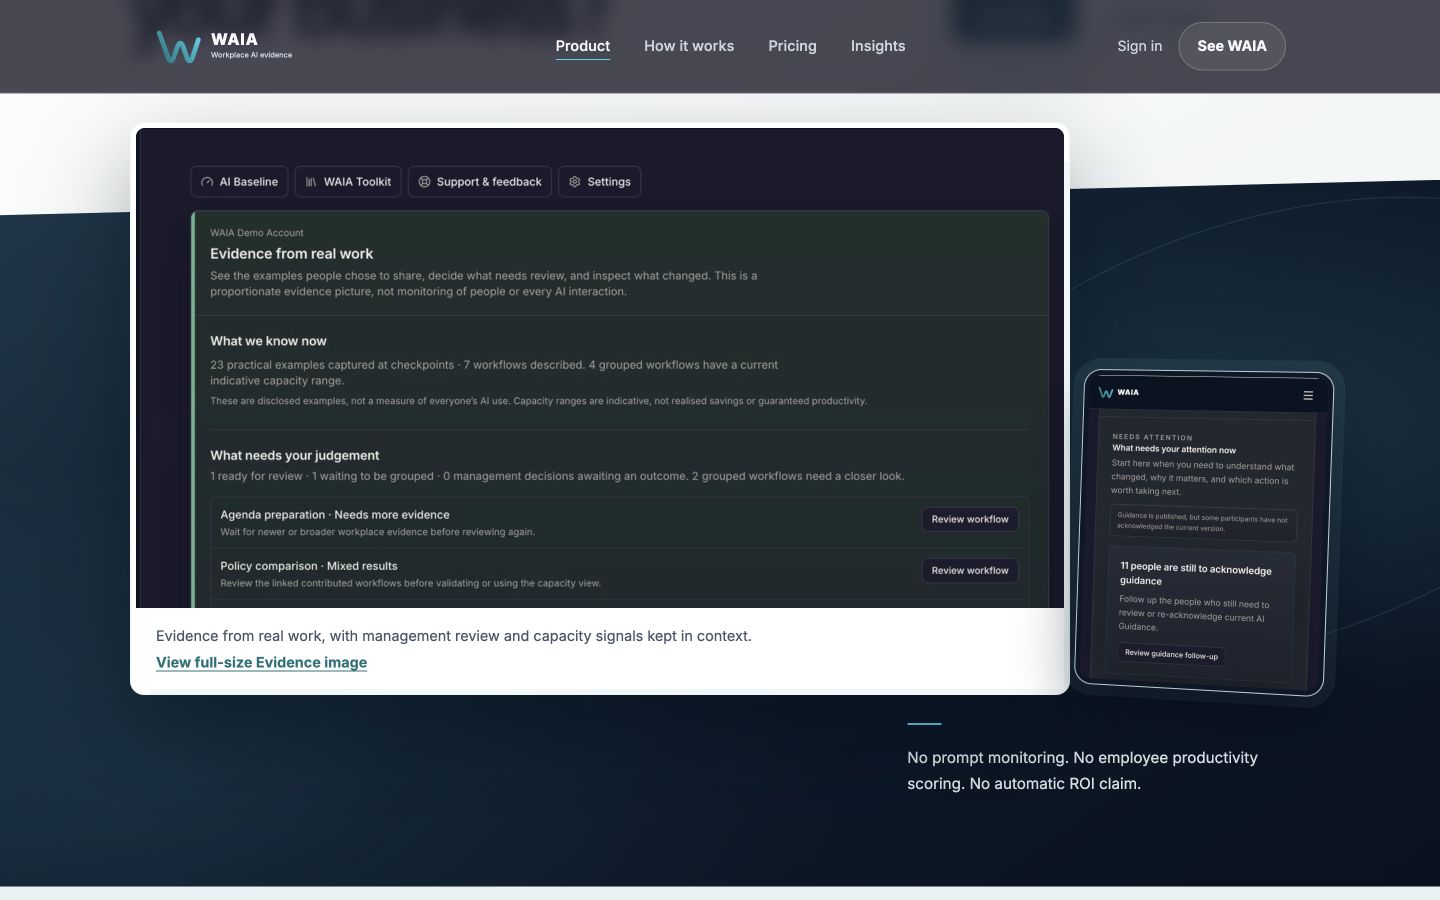 WAIA
Workplace AI evidence
Product
How it works
Pricing
Insights
Sign in
See WAIA
AI Baseline
WAIA Toolkit
Support & feedback
Settings
WAIA Demo Account
Evidence from real work
See the examples people chose to share, decide what needs review, and inspect what changed. This is a
proportionate evidence picture, not monitoring of people or every AI interaction.
What we know now
23 practical examples captured at checkpoints · 7 workflows described. 4 grouped workflows have a current
indicative capacity range.
These are disclosed examples, not a measure of everyone's AI use. Capacity ranges are indicative, not realised savings or guaranteed productivity.
What needs your judgement
1 ready for review · 1 waiting to be grouped · 0 management decisions awaiting an outcome. 2 grouped workflows need a closer look.
Agenda preparation · Needs more evidence
Wait for newer or broader workplace evidence before reviewing again.
Review workflow
Policy comparison · Mixed results
Review the linked contributed workflows before validating or using the capacity view.
Review workflow
Evidence from real work, with management review and capacity signals kept in context.
View full-size Evidence image
WAIA
NEEDS ATTENTION
What needs your attention now
Start here when you need to understand what
changed, why it matters, and which action is
worth taking next.
Guidance is published, but some participants have not
acknowledged the current version.
11 people are still to acknowledge
guidance
Follow up the people who still need to
review or re-acknowledge current AI
Guidance.
Review guidance follow-up
No prompt monitoring. No employee productivity
scoring. No automatic ROI claim.